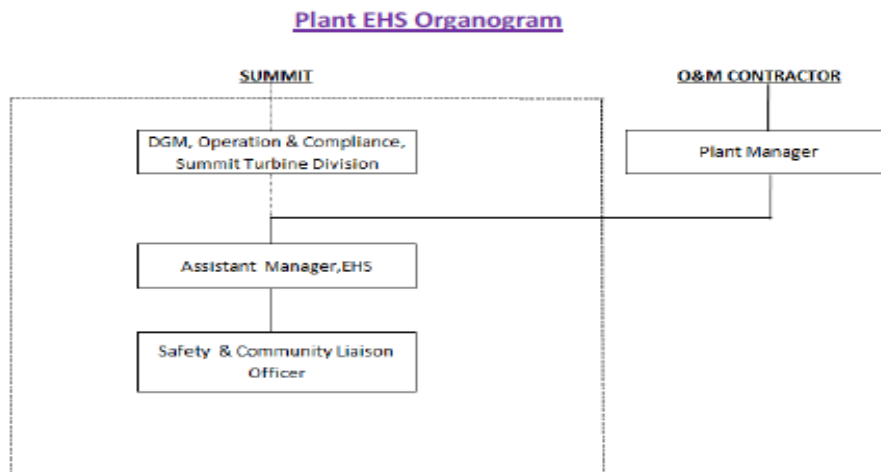 Plant EHS Organogram
SUMMIT
O&M CONTRACTOR
DGM, Operation & Compliance,
Summit Turbine Division
Plant Manager
Assistant Manager,EHS
Safety & Community Liaison
Officer